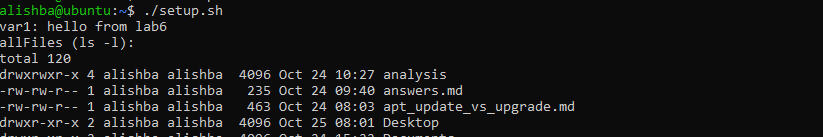 alishba@ubuntu:~$ ./setup.sh
var1: hello from lab6
allFiles (ls -l):
total 120
drwxrwxr-x 4 alishba alishba  4096 Oct 24 10:27 analysis
-rw-rw-r-- 1 alishba alishba   235 Oct 24 09:40 answers.md
-rw-rw-r-- 1 alishba alishba   463 Oct 24 08:03 apt_update_vs_upgrade.md
drwxr-xr-x 2 alishba alishba  4096 Oct 25 08:01 Desktop
drwxr-xr-x 2 alishba alishba  4096 Oct 24 15:22 Documents